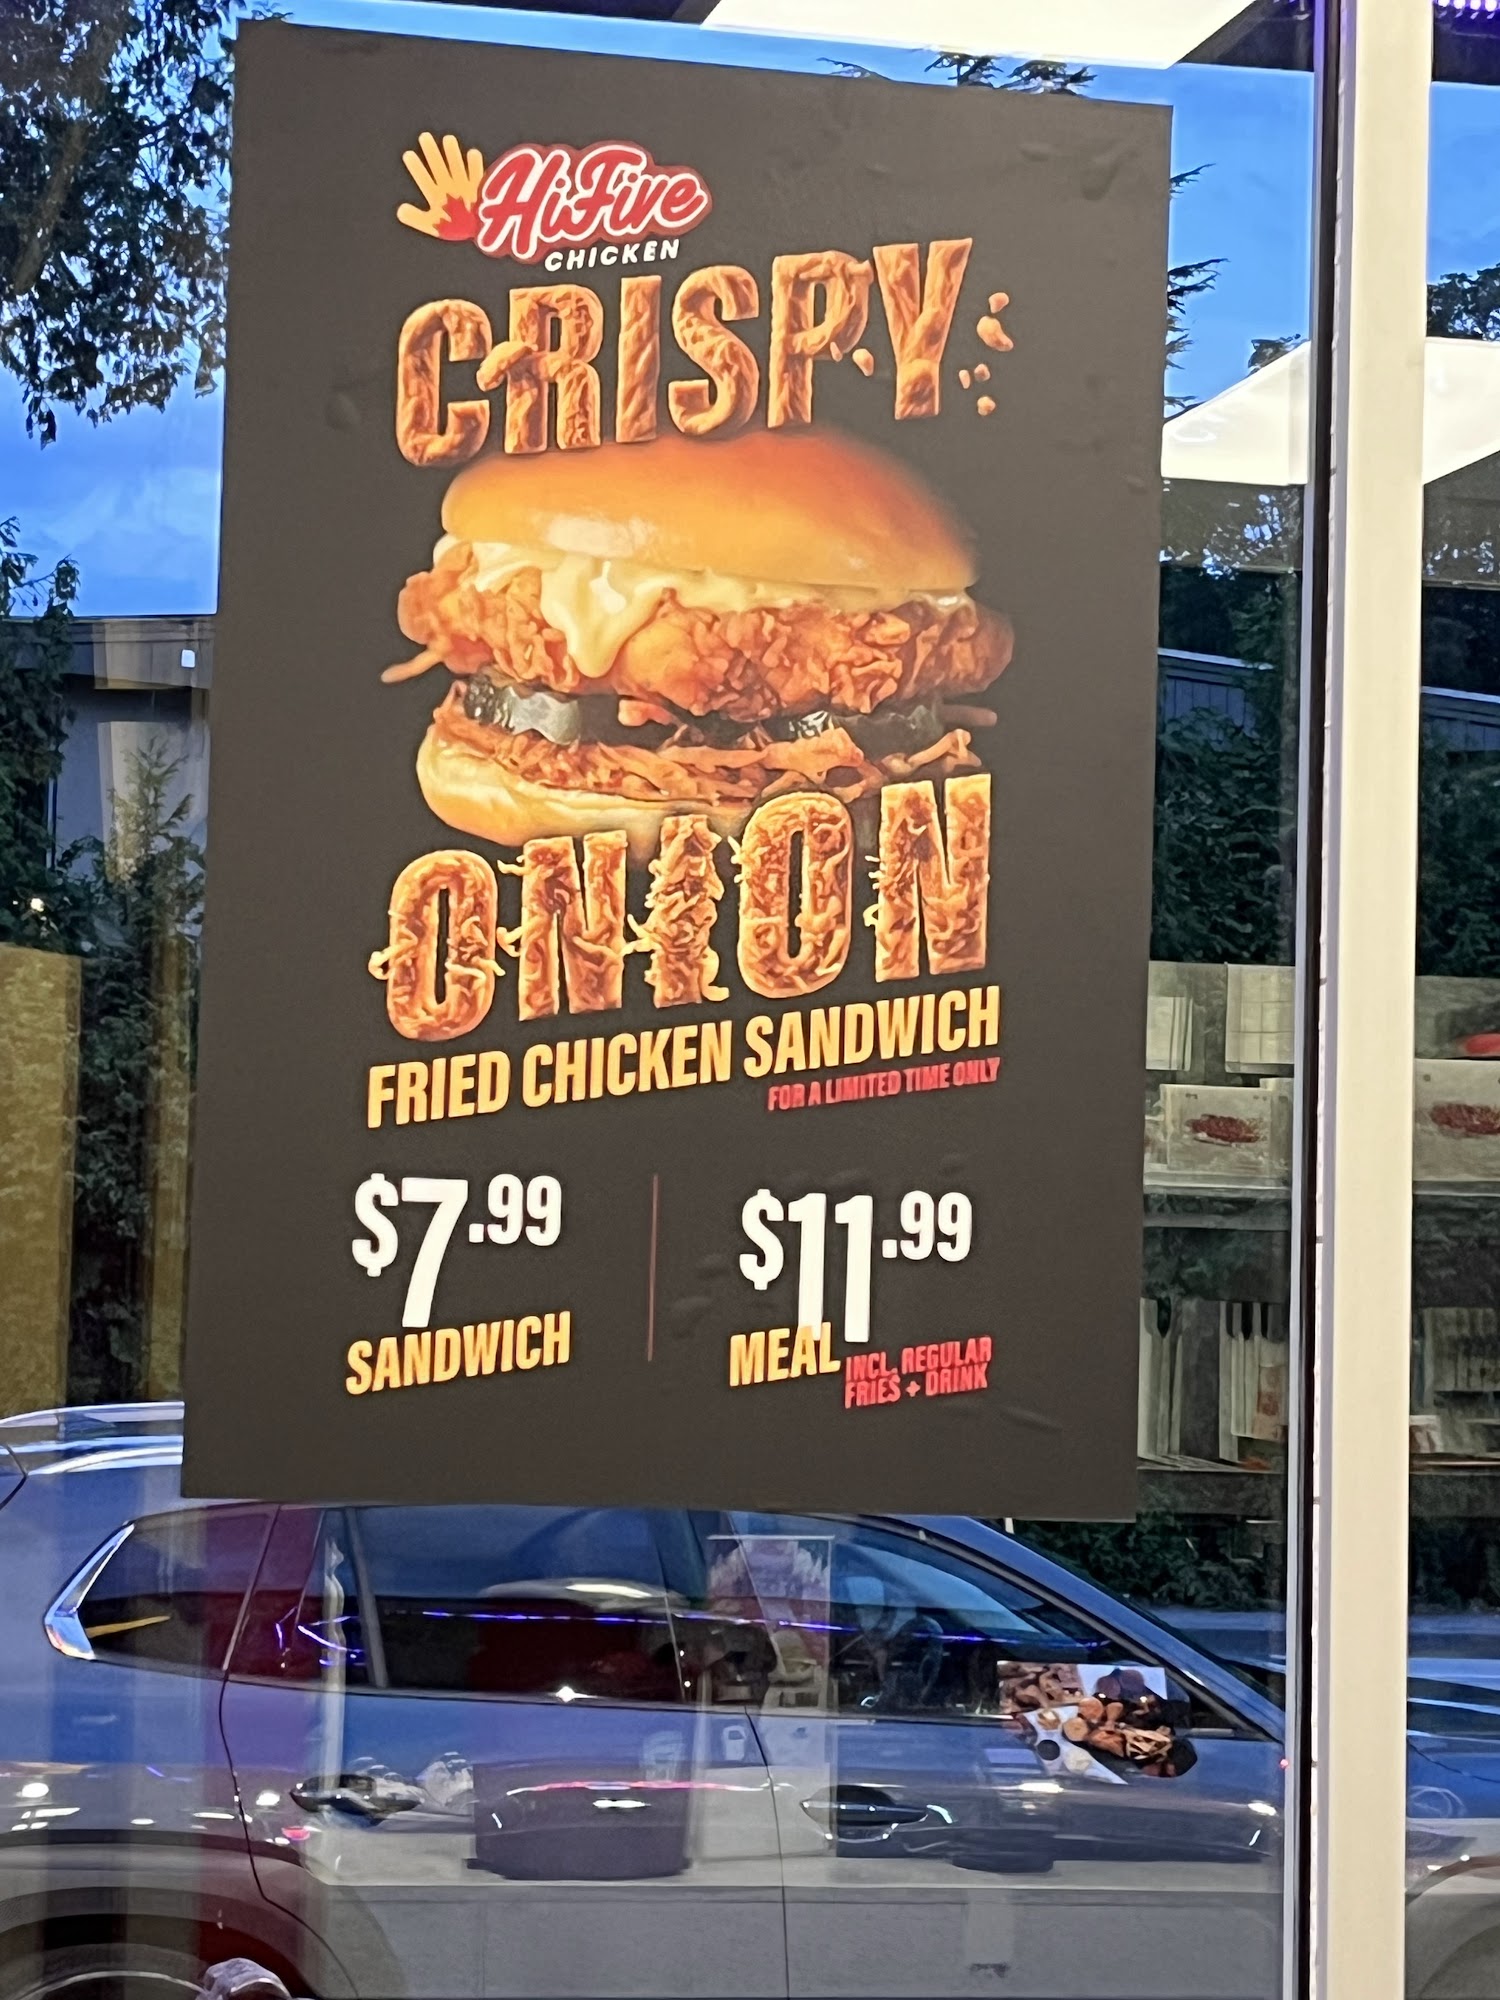 HiFive
CHICKEN
CRISPY
ONION
FRIED CHICKEN SANDWICH
FOR A LIMITED TIME ONLY
$7.99
SANDWICH
$11.99
MEAL
INCL. REGULAR
FRIES + DRINK